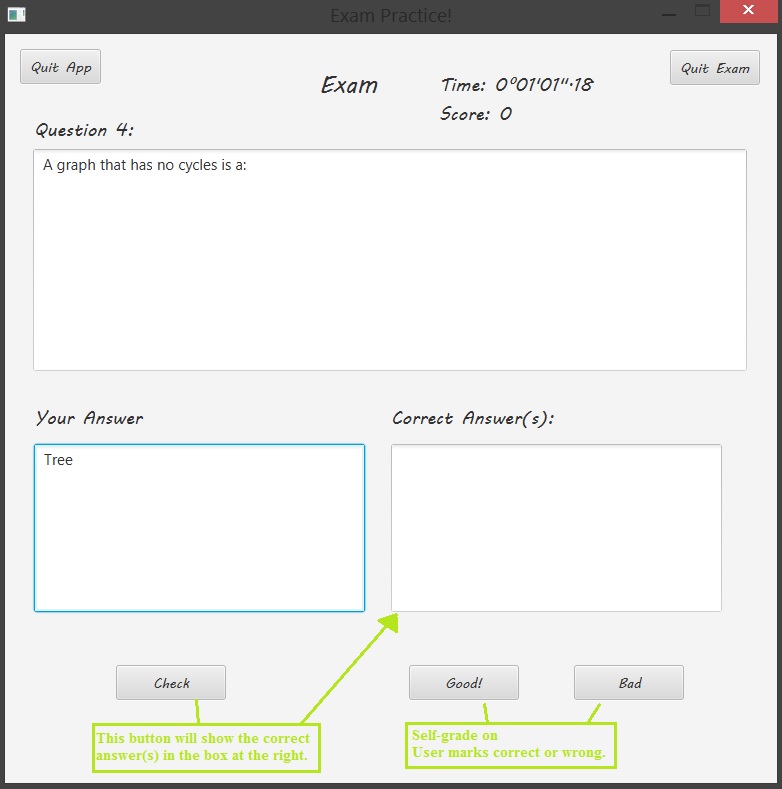 Exam Practice!
Quit App
Exam
Time: 0º01'01"·18
Quit Exam
Score: 0
Question 4:
A graph that has no cycles is a:
Your Answer
Correct Answer(s):
Tree
Check
Good!
Bad
This button will show the correct
answer(s) in the box at the right.
Self-grade on
User marks correct or wrong.